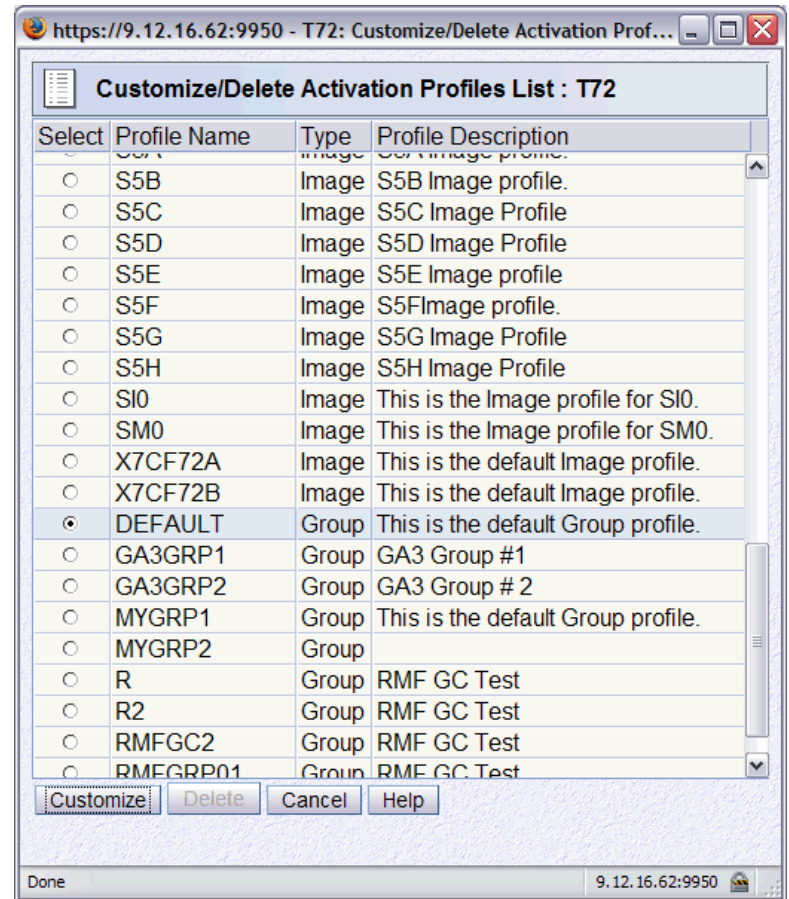 https://9.12.16.62:9950 - T72: Customize/Delete Activation Prof...
Customize/Delete Activation Profiles List : T72
Select Profile Name Type Profile Description
S5A Image S5A Image profile.
S5B Image S5B Image profile.
S5C Image S5C Image Profile
S5D Image S5D Image Profile
S5E Image S5E Image profile
S5F Image S5FImage profile.
S5G Image S5G Image Profile
S5H Image S5H Image Profile
SI0 Image This is the Image profile for SI0.
SM0 Image This is the Image profile for SM0.
X7CF72A Image This is the default Image profile.
X7CF72B Image This is the default Image profile.
DEFAULT Group This is the default Group profile.
GA3GRP1 Group GA3 Group #1
GA3GRP2 Group GA3 Group # 2
MYGRP1 Group This is the default Group profile.
MYGRP2 Group
R Group RMF GC Test
R2 Group RMF GC Test
RMFGC2 Group RMF GC Test
RMFGRP01 Group RMF GC Test
Customize Delete Cancel Help
Done 9.12.16.62:9950